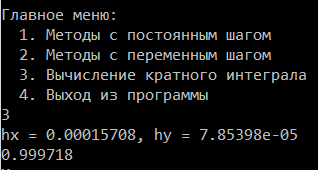 Главное меню:
1. Методы с постоянным шагом
2. Методы с переменным шагом
3. Вычисление кратного интеграла
4. Выход из программы
3
hx = 0.00015708, hy = 7.85398e-05
0.999718